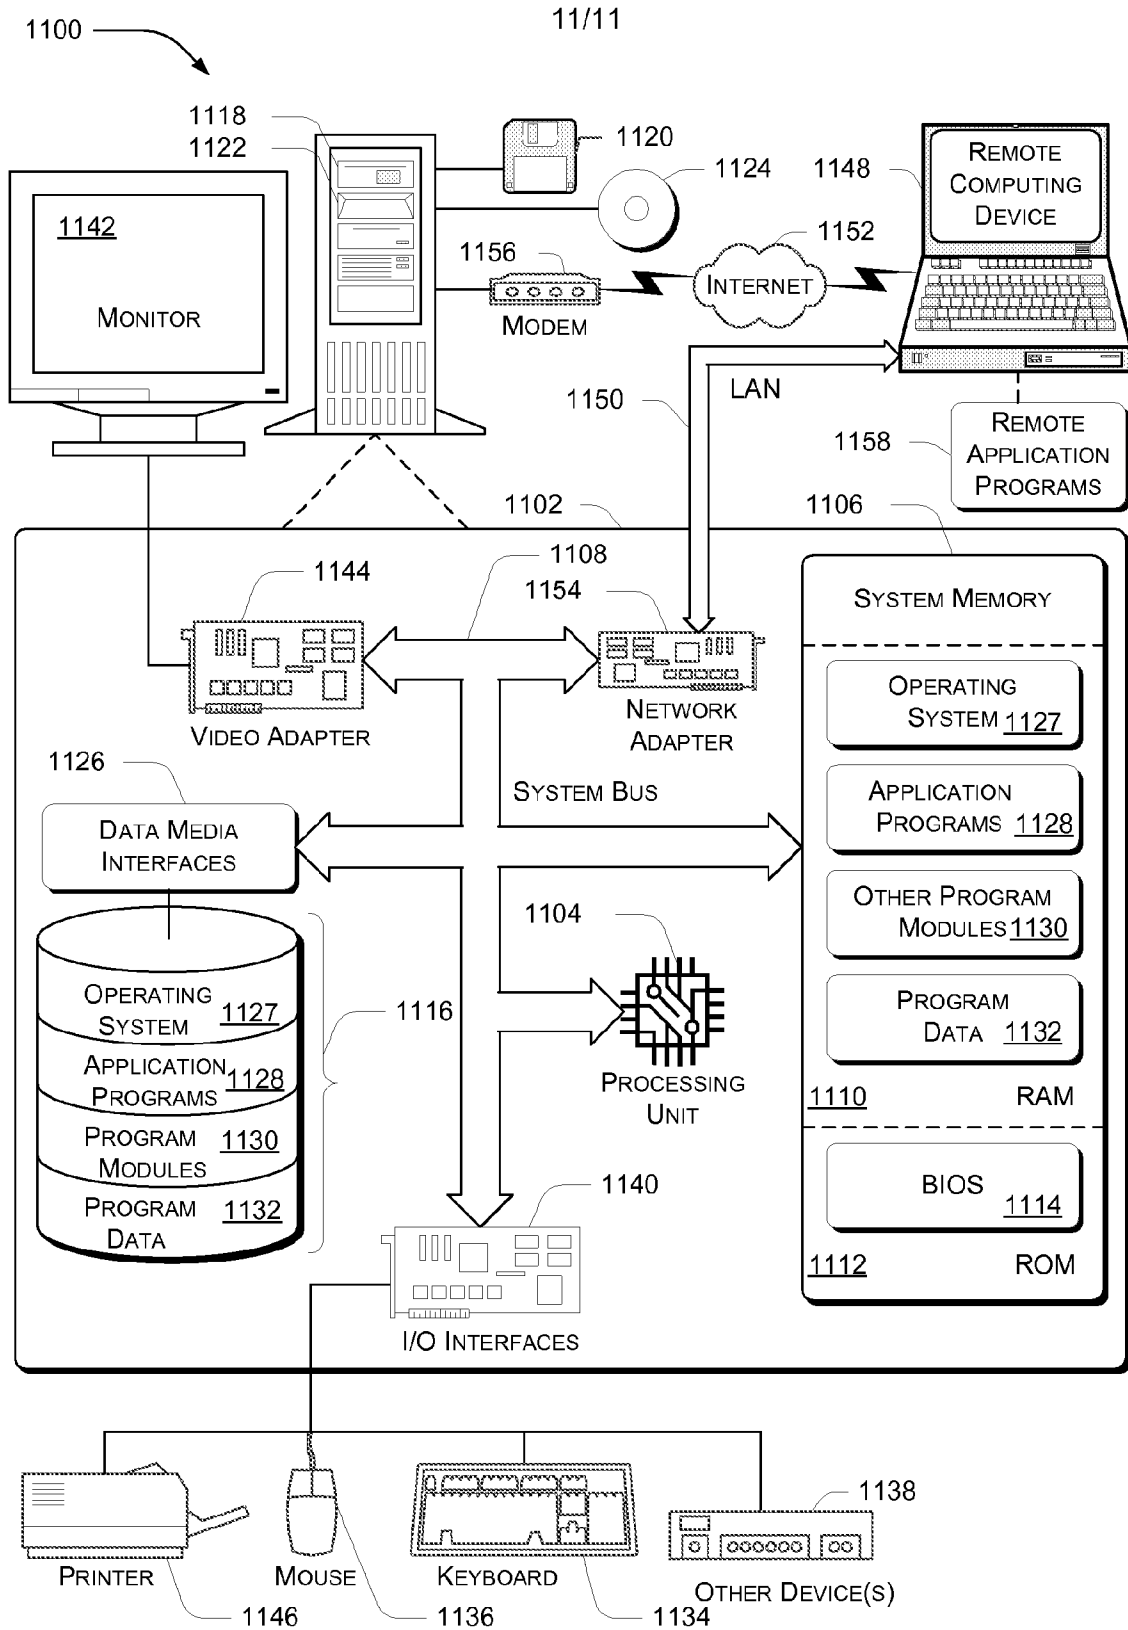 11/11
1100
1118
1122
1120
1124
1148
REMOTE
COMPUTING
DEVICE
1142
MONITOR
1156
MODEM
1152
INTERNET
1150
LAN
1158
REMOTE
APPLICATION
PROGRAMS
1102
1106
1144
1108
1154
SYSTEM MEMORY
VIDEO ADAPTER
NETWORK
ADAPTER
OPERATING
SYSTEM 1127
1126
SYSTEM BUS
DATA MEDIA
INTERFACES
APPLICATION
PROGRAMS 1128
OTHER PROGRAM
MODULES 1130
1104
PROCESSING
UNIT
PROGRAM
DATA 1132
1110 RAM
OPERATING
SYSTEM 1127
1116
APPLICATION
PROGRAMS 1128
PROGRAM
MODULES 1130
PROGRAM
DATA 1132
BIOS 1114
1112 ROM
1140
I/O INTERFACES
PRINTER
1146
MOUSE
1136
KEYBOARD
1134
1138
OTHER DEVICE(S)